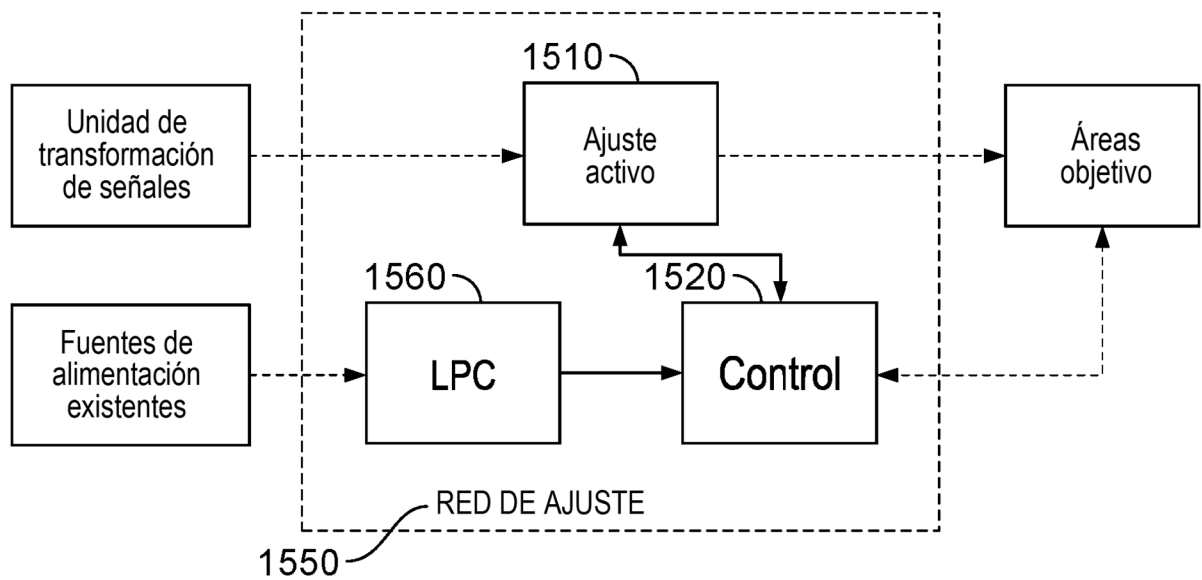 1510
Unidad de
transformación
de señales
Ajuste
activo
Áreas
objetivo
1560
1520
Fuentes de
alimentación
existentes
LPC
Control
RED DE AJUSTE
1550